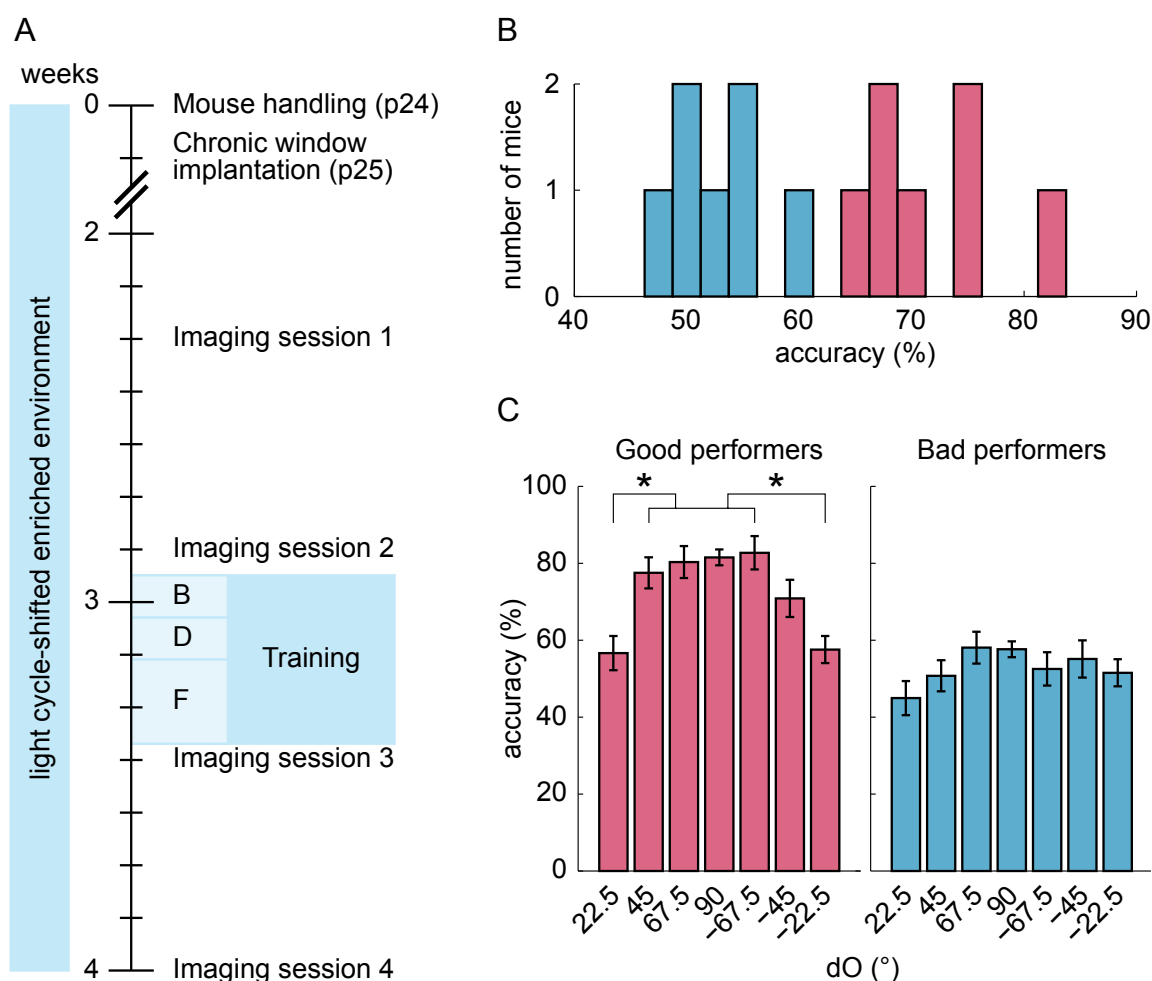 A
weeks
0
Mouse handling (p24)
Chronic window
implantation (p25)
2
Imaging session 1
Imaging session 2
3
B
D
F
Training
Imaging session 3
4
Imaging session 4
light cycle-shifted enriched environment
B
number of mice
2
1
0
40 50 60 70 80 90
accuracy (%)
C
Good performers
Bad performers
accuracy (%)
100
80
60
40
20
0
* *
22.5 45 67.5 90 −67.5 −45 −22.5
22.5 45 67.5 90 −67.5 −45 −22.5
dO (°)